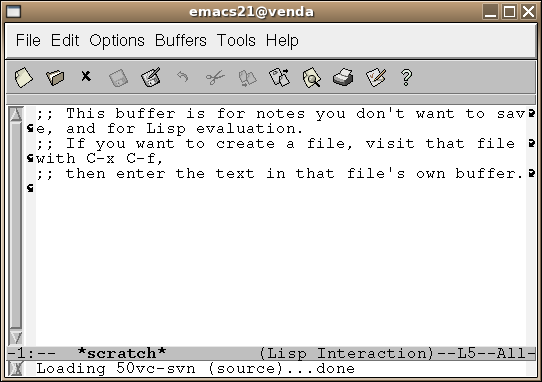 emacs21@venda
File Edit Options Buffers Tools Help
;; This buffer is for notes you don't want to sav
e, and for Lisp evaluation.
;; If you want to create a file, visit that file
with C-x C-f,
;; then enter the text in that file's own buffer.
-1:-- *scratch* (Lisp Interaction)--L5--All-
Loading 50vc-svn (source)...done